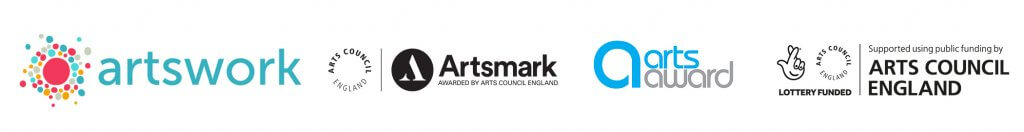 artswork
ARTS COUNCIL
ENGLAND
Artsmark
AWARDED BY ARTS COUNCIL ENGLAND
arts
award
LOTTERY FUNDED
ARTS COUNCIL
ENGLAND
Supported using public funding by
ARTS COUNCIL
ENGLAND